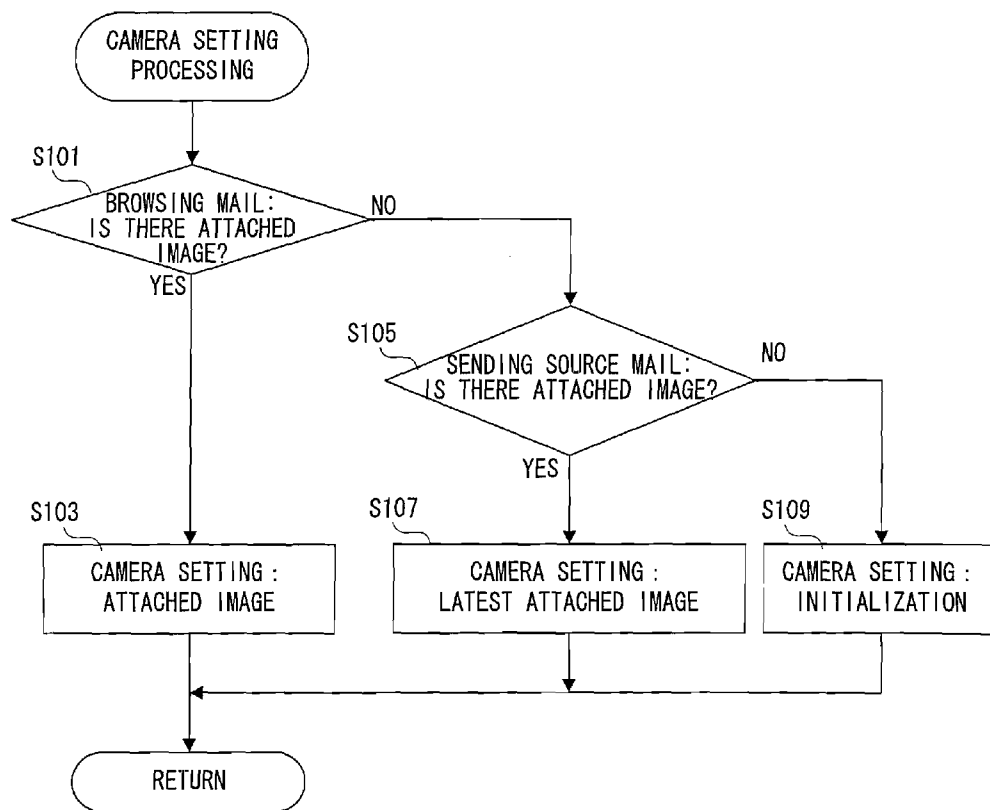 CAMERA SETTING
PROCESSING
S101
BROWSING MAIL:
IS THERE ATTACHED
IMAGE?
NO
YES
S105
SENDING SOURCE MAIL:
IS THERE ATTACHED IMAGE?
NO
YES
S103
CAMERA SETTING:
ATTACHED IMAGE
S107
CAMERA SETTING:
LATEST ATTACHED IMAGE
S109
CAMERA SETTING:
INITIALIZATION
RETURN